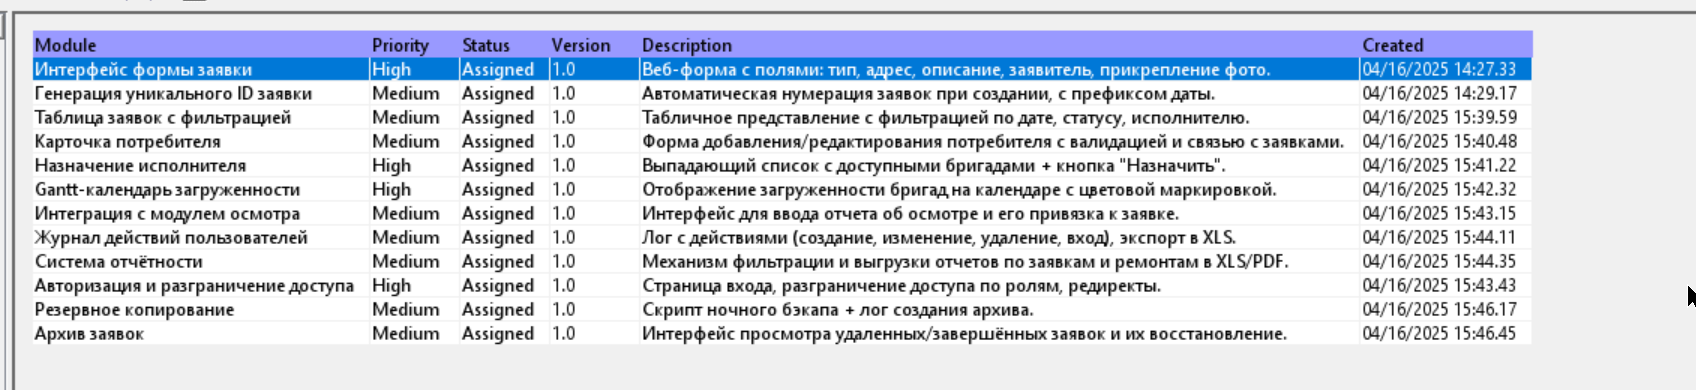 Module Priority Status Version Description Created
Интерфейс формы заявки High Assigned 1.0 Веб-форма с полями: тип, адрес, описание, заявитель, прикрепление фото. 04/16/2025 14:27.33
Генерация уникального ID заявки Medium Assigned 1.0 Автоматическая нумерация заявок при создании, с префиксом даты. 04/16/2025 14:29.17
Таблица заявок с фильтрацией Medium Assigned 1.0 Табличное представление с фильтрацией по дате, статусу, исполнителю. 04/16/2025 15:39.59
Карточка потребителя Medium Assigned 1.0 Форма добавления/редактирования потребителя с валидацией и связью с заявками. 04/16/2025 15:40.48
Назначение исполнителя High Assigned 1.0 Выпадающий список с доступными бригадами + кнопка "Назначить". 04/16/2025 15:41.22
Gantt-календарь загруженности High Assigned 1.0 Отображение загруженности бригад на календаре с цветовой маркировкой. 04/16/2025 15:42.32
Интеграция с модулем осмотра Medium Assigned 1.0 Интерфейс для ввода отчета об осмотре и его привязка к заявке. 04/16/2025 15:43.15
Журнал действий пользователей Medium Assigned 1.0 Лог с действиями (создание, изменение, удаление, вход), экспорт в XLS. 04/16/2025 15:44.11
Система отчётности Medium Assigned 1.0 Механизм фильтрации и выгрузки отчетов по заявкам и ремонтам в XLS/PDF. 04/16/2025 15:44.35
Авторизация и разграничение доступа High Assigned 1.0 Страница входа, разграничение доступа по ролям, редиректы. 04/16/2025 15:43.43
Резервное копирование Medium Assigned 1.0 Скрипт ночного бэкапа + лог создания архива. 04/16/2025 15:46.17
Архив заявок Medium Assigned 1.0 Интерфейс просмотра удаленных/завершённых заявок и их восстановление. 04/16/2025 15:46.45